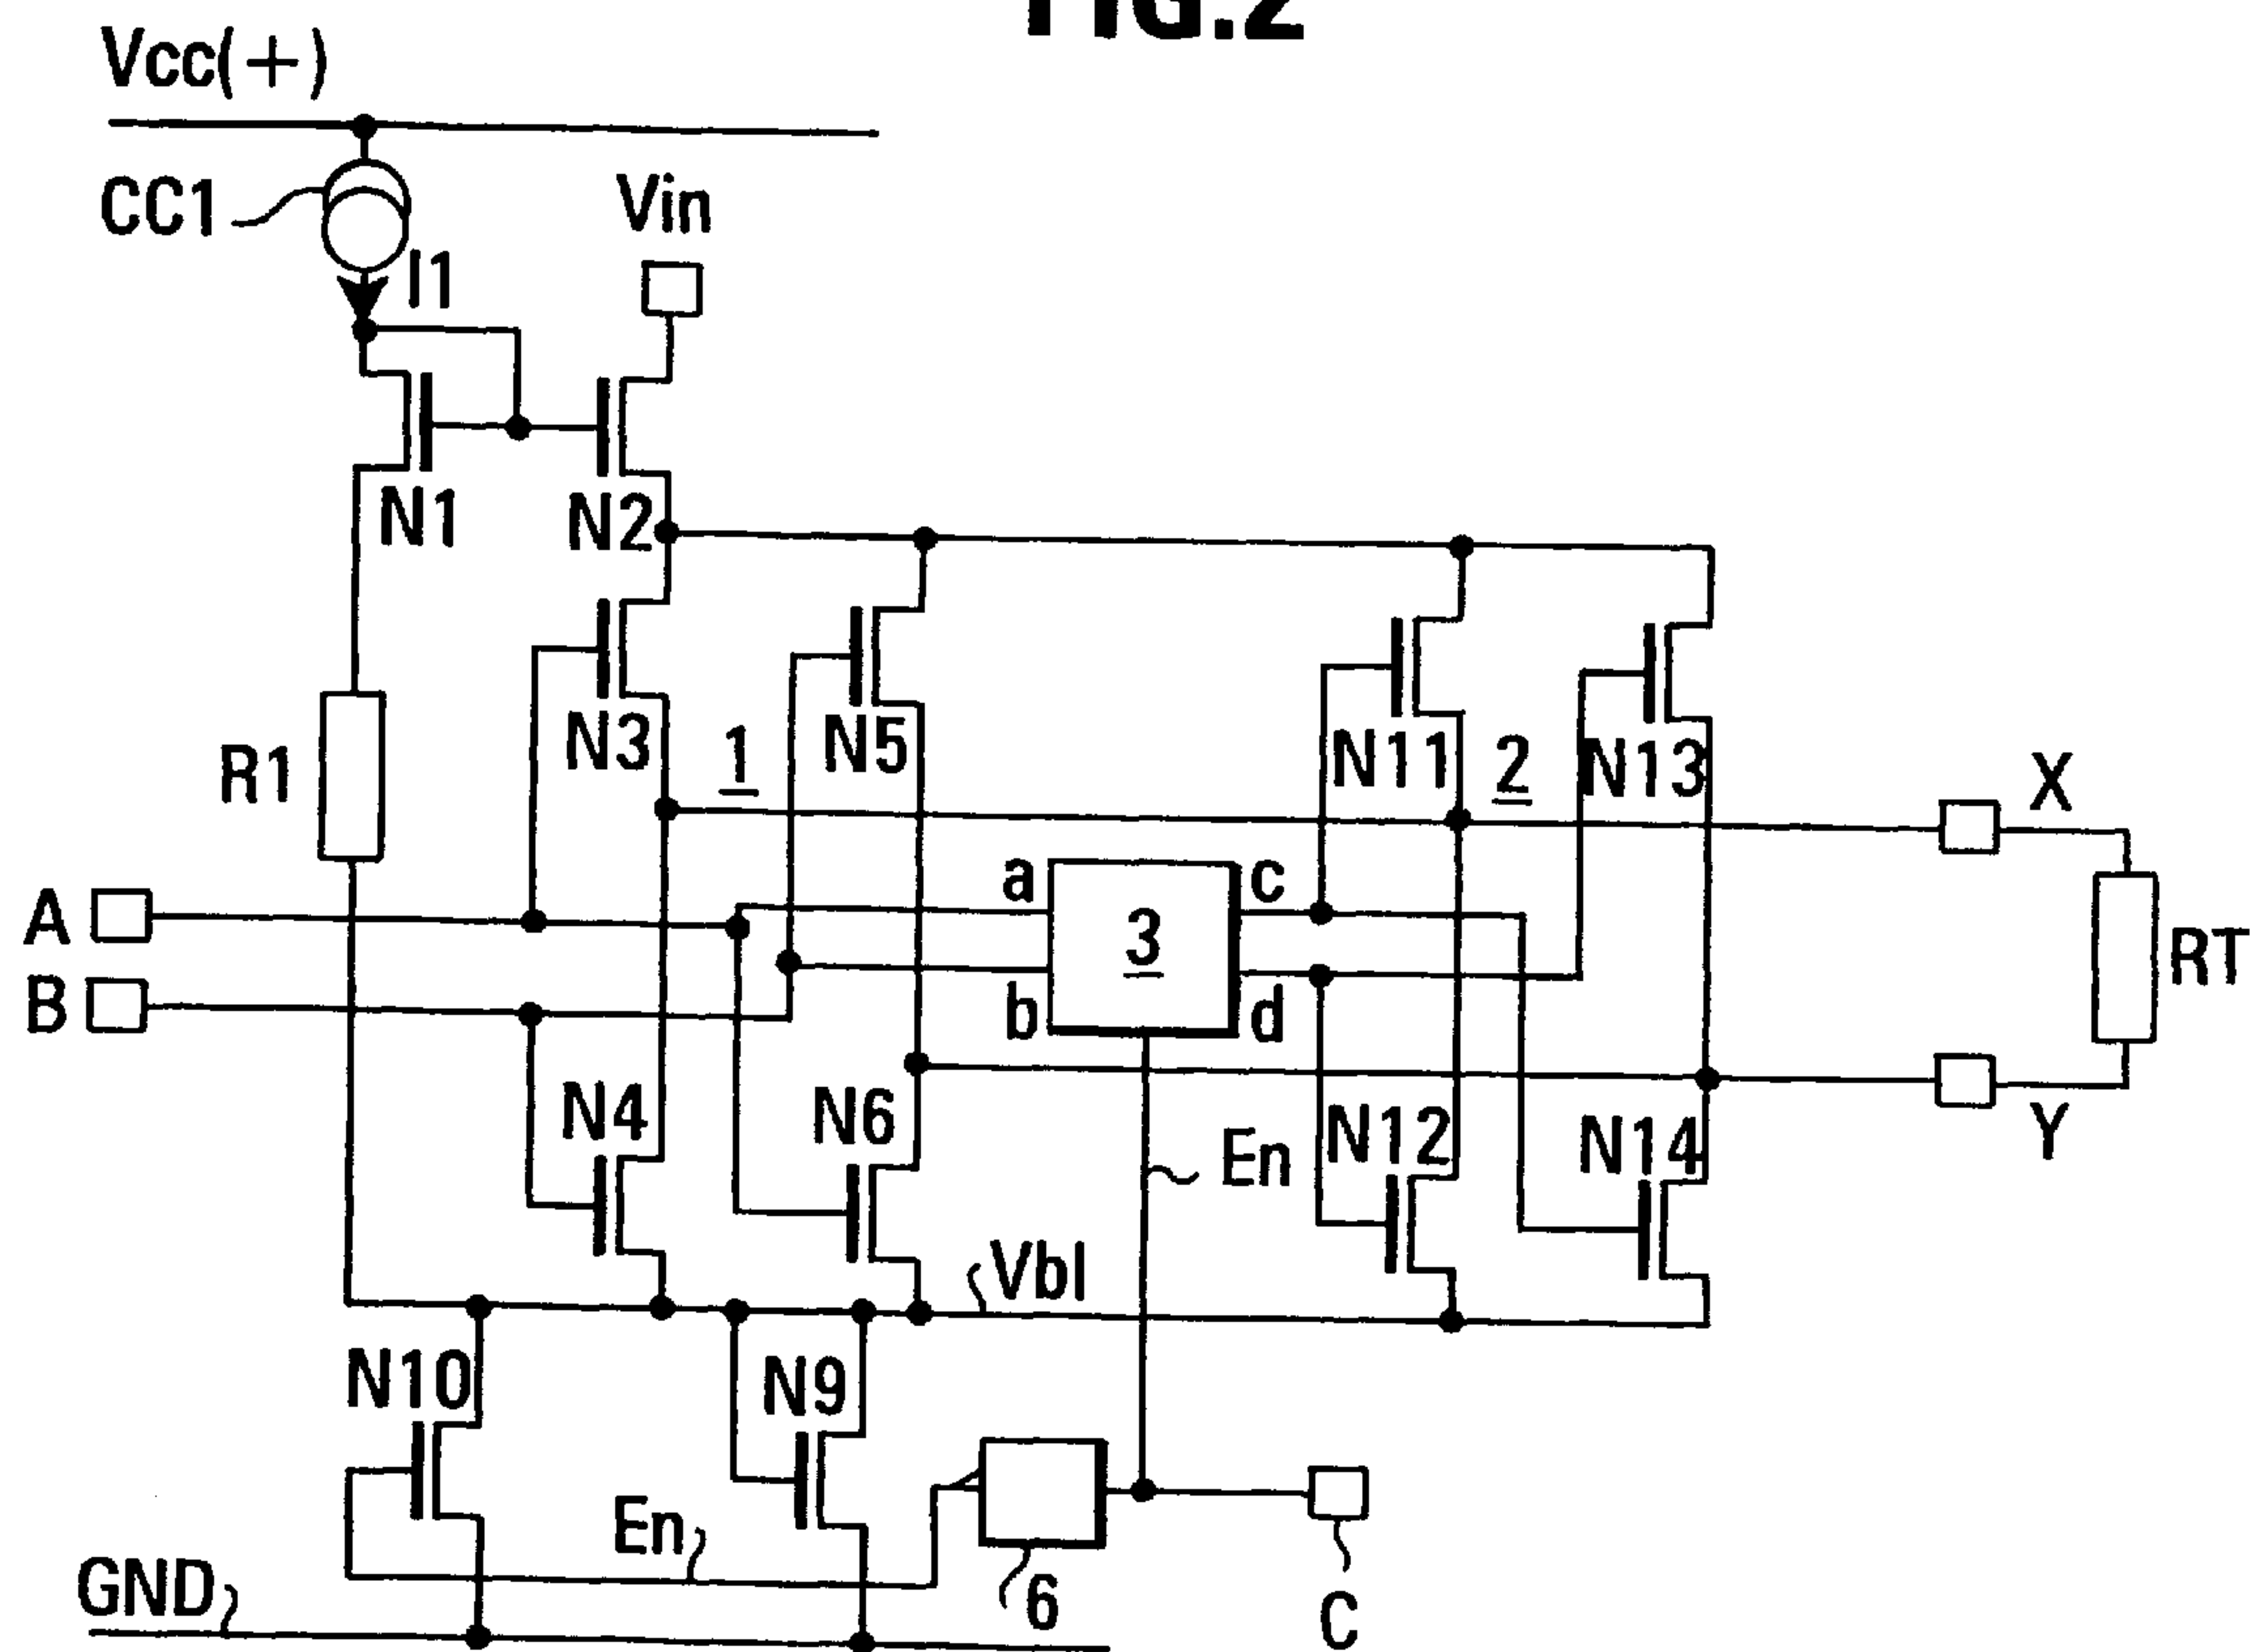 FIG.2
Vcc(+)
CC1
Vin
I1
N1
N2
N3
1
N5
N11
2
N13
X
R1
a
c
A
3
RT
B
b
d
N4
N6
En
N12
N14
Y
Vbl
N10
N9
En
GND
6
C